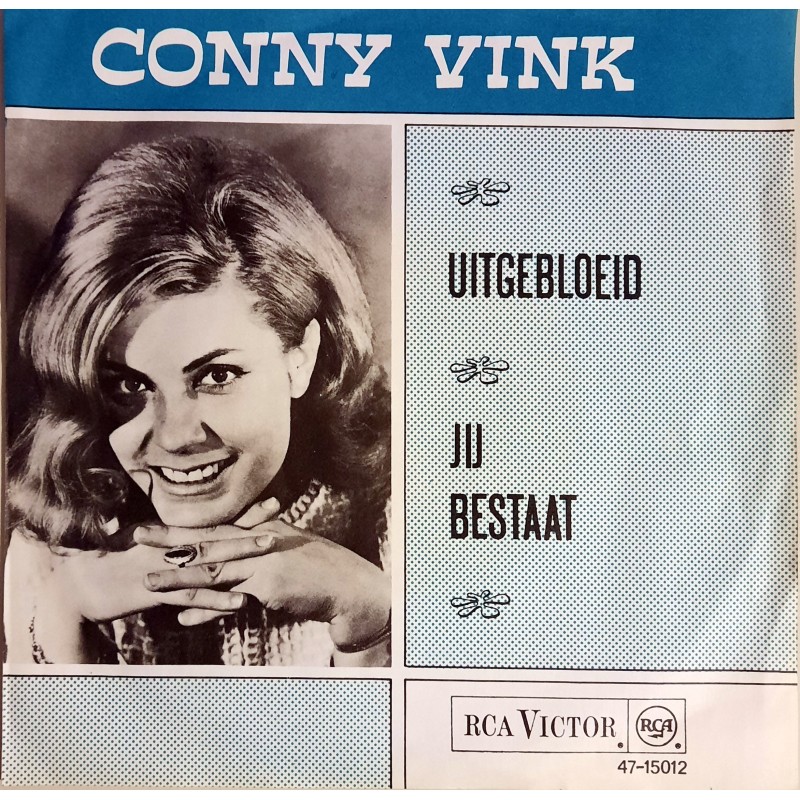 CONNY VINK
UITGEBLOEID
JIJ
BESTAAT
RCA VICTOR
RCA
47-15012